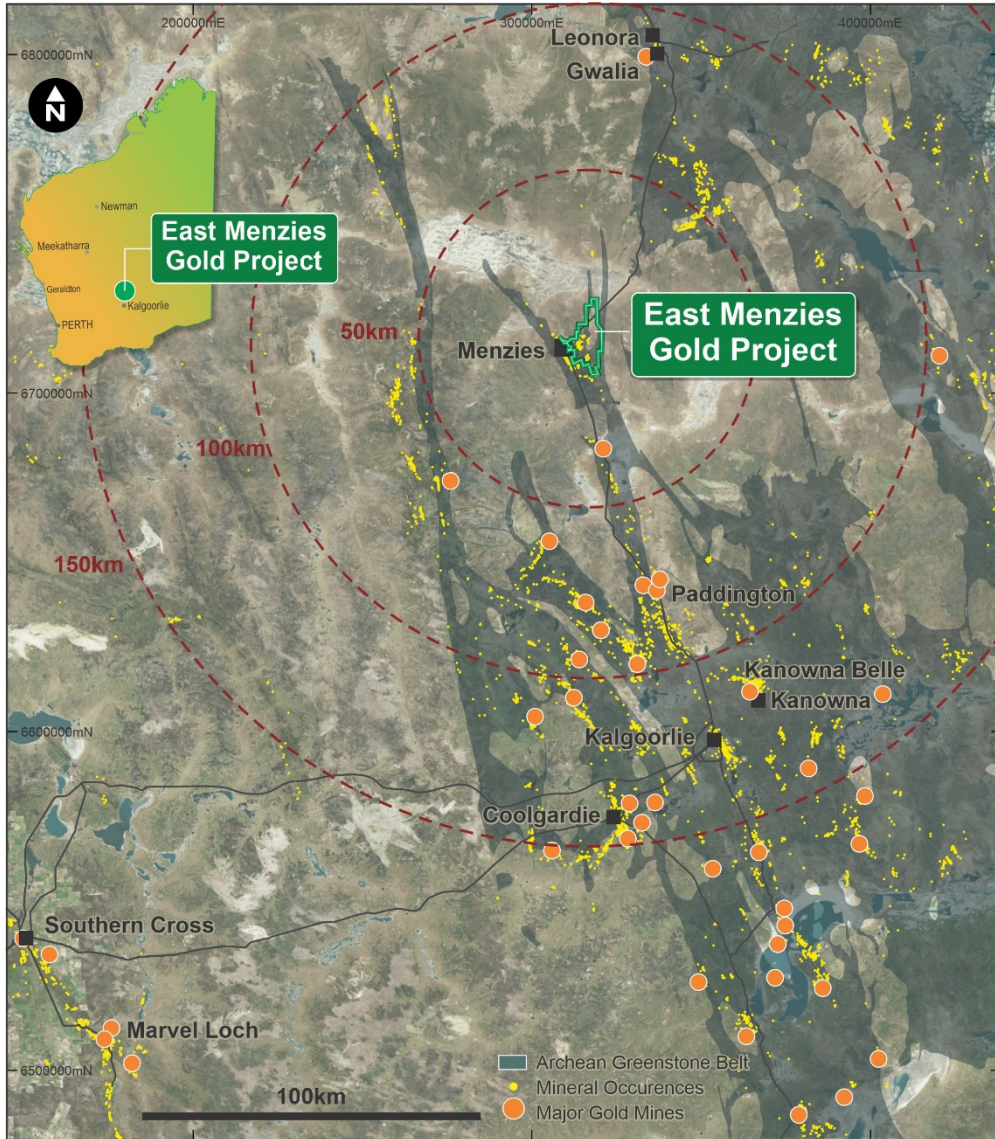 200000mE
300000mE
400000mE
6800000mN
Leonora
Gwalia
N
Newman
Meekatharra
Geraldton
Kalgoorlie
PERTH
East Menzies
Gold Project
50km
East Menzies
Gold Project
Menzies
6700000mN
100km
150km
Paddington
Kanowna Belle
Kanowna
6600000mN
Kalgoorlie
Coolgardie
Southern Cross
Marvel Loch
6500000mN
100km
Archean Greenstone Belt
Mineral Occurences
Major Gold Mines